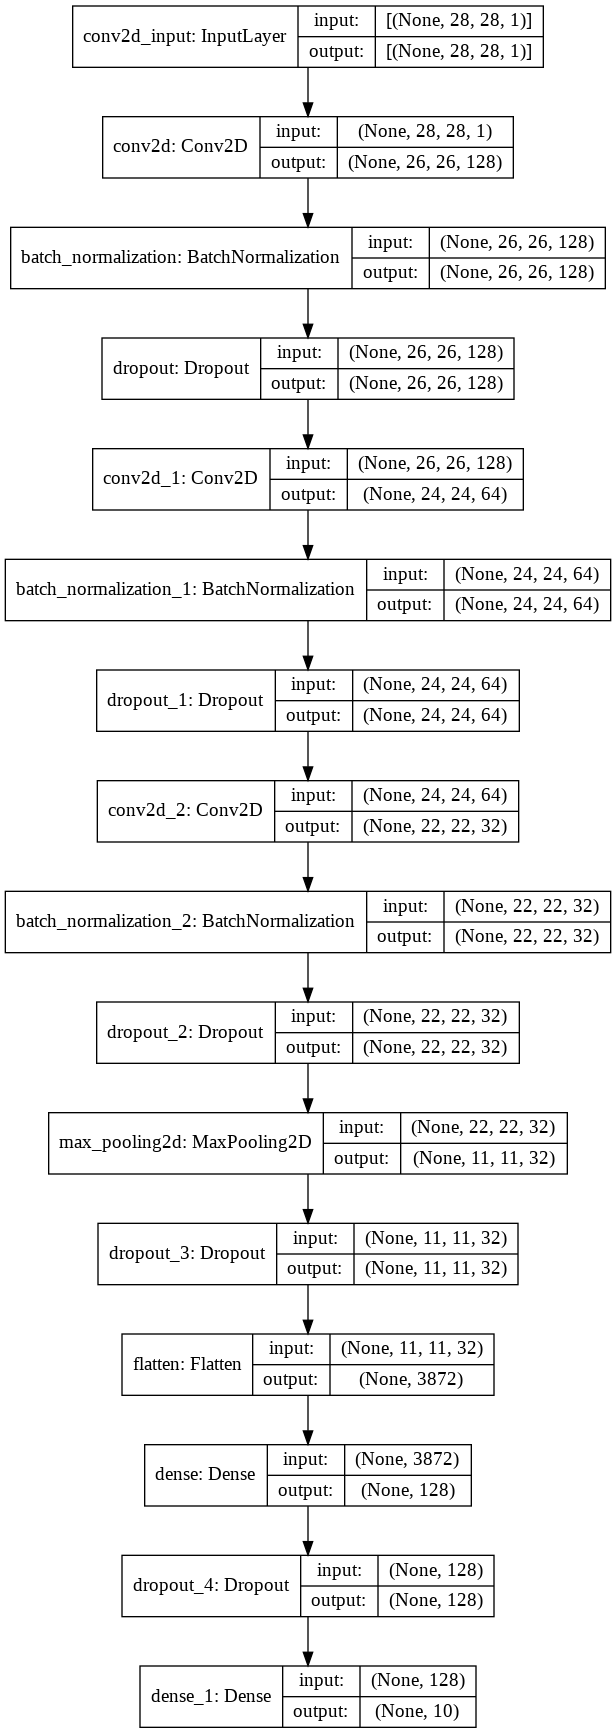 conv2d_input: InputLayer
input: [(None, 28, 28, 1)]
output: [(None, 28, 28, 1)]
conv2d: Conv2D
input: (None, 28, 28, 1)
output: (None, 26, 26, 128)
batch_normalization: BatchNormalization
input: (None, 26, 26, 128)
output: (None, 26, 26, 128)
dropout: Dropout
input: (None, 26, 26, 128)
output: (None, 26, 26, 128)
conv2d_1: Conv2D
input: (None, 26, 26, 128)
output: (None, 24, 24, 64)
batch_normalization_1: BatchNormalization
input: (None, 24, 24, 64)
output: (None, 24, 24, 64)
dropout_1: Dropout
input: (None, 24, 24, 64)
output: (None, 24, 24, 64)
conv2d_2: Conv2D
input: (None, 24, 24, 64)
output: (None, 22, 22, 32)
batch_normalization_2: BatchNormalization
input: (None, 22, 22, 32)
output: (None, 22, 22, 32)
dropout_2: Dropout
input: (None, 22, 22, 32)
output: (None, 22, 22, 32)
max_pooling2d: MaxPooling2D
input: (None, 22, 22, 32)
output: (None, 11, 11, 32)
dropout_3: Dropout
input: (None, 11, 11, 32)
output: (None, 11, 11, 32)
flatten: Flatten
input: (None, 11, 11, 32)
output: (None, 3872)
dense: Dense
input: (None, 3872)
output: (None, 128)
dropout_4: Dropout
input: (None, 128)
output: (None, 128)
dense_1: Dense
input: (None, 128)
output: (None, 10)